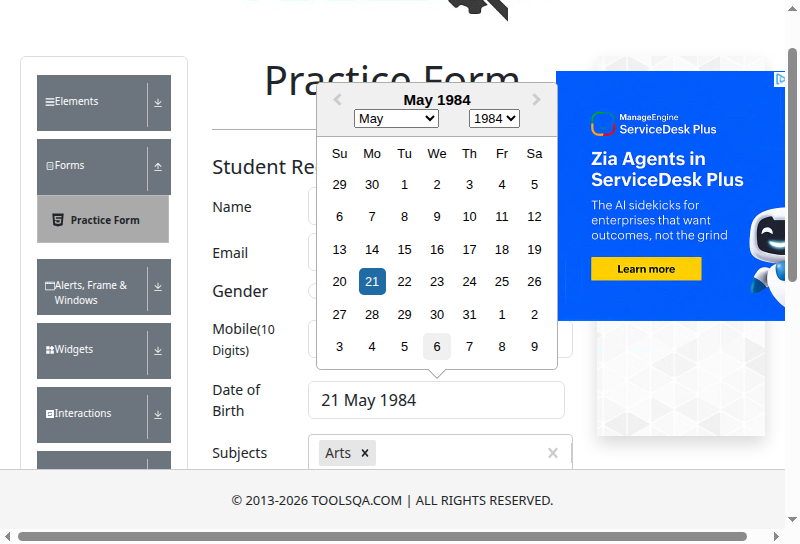 Practice Form
Elements
Forms
Practice Form
Alerts, Frame &
Windows
Widgets
Interactions
Student Re
Name
Email
Gender
Mobile(10
Digits)
Date of
Birth
21 May 1984
Subjects
Arts ×
May 1984
May 1984
Su Mo Tu We Th Fr Sa
29 30 1 2 3 4 5
6 7 8 9 10 11 12
13 14 15 16 17 18 19
20 21 22 23 24 25 26
27 28 29 30 31 1 2
3 4 5 6 7 8 9
ManageEngine
ServiceDesk Plus
Zia Agents in
ServiceDesk Plus
The AI sidekicks for
enterprises that want
outcomes, not the grind
Learn more
© 2013-2026 TOOLSQA.COM | ALL RIGHTS RESERVED.